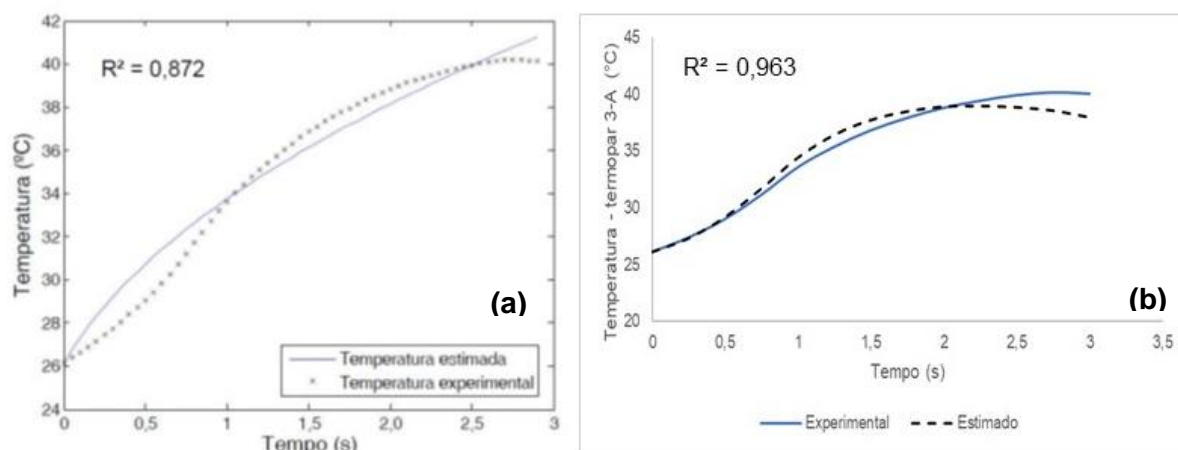 42
40
38
36
34
32
30
28
26
24
Temperatura (ºC)
R² = 0,872
(a)
Temperatura estimada
Temperatura experimental
0 0,5 1 1,5 2,0 2,5 3
Tempo (s)
45
40
35
30
25
20
Temperatura - termopar 3-A (°C)
R² = 0,963
(b)
0 0,5 1 1,5 2 2,5 3 3,5
Tempo (s)
Experimental Estimado